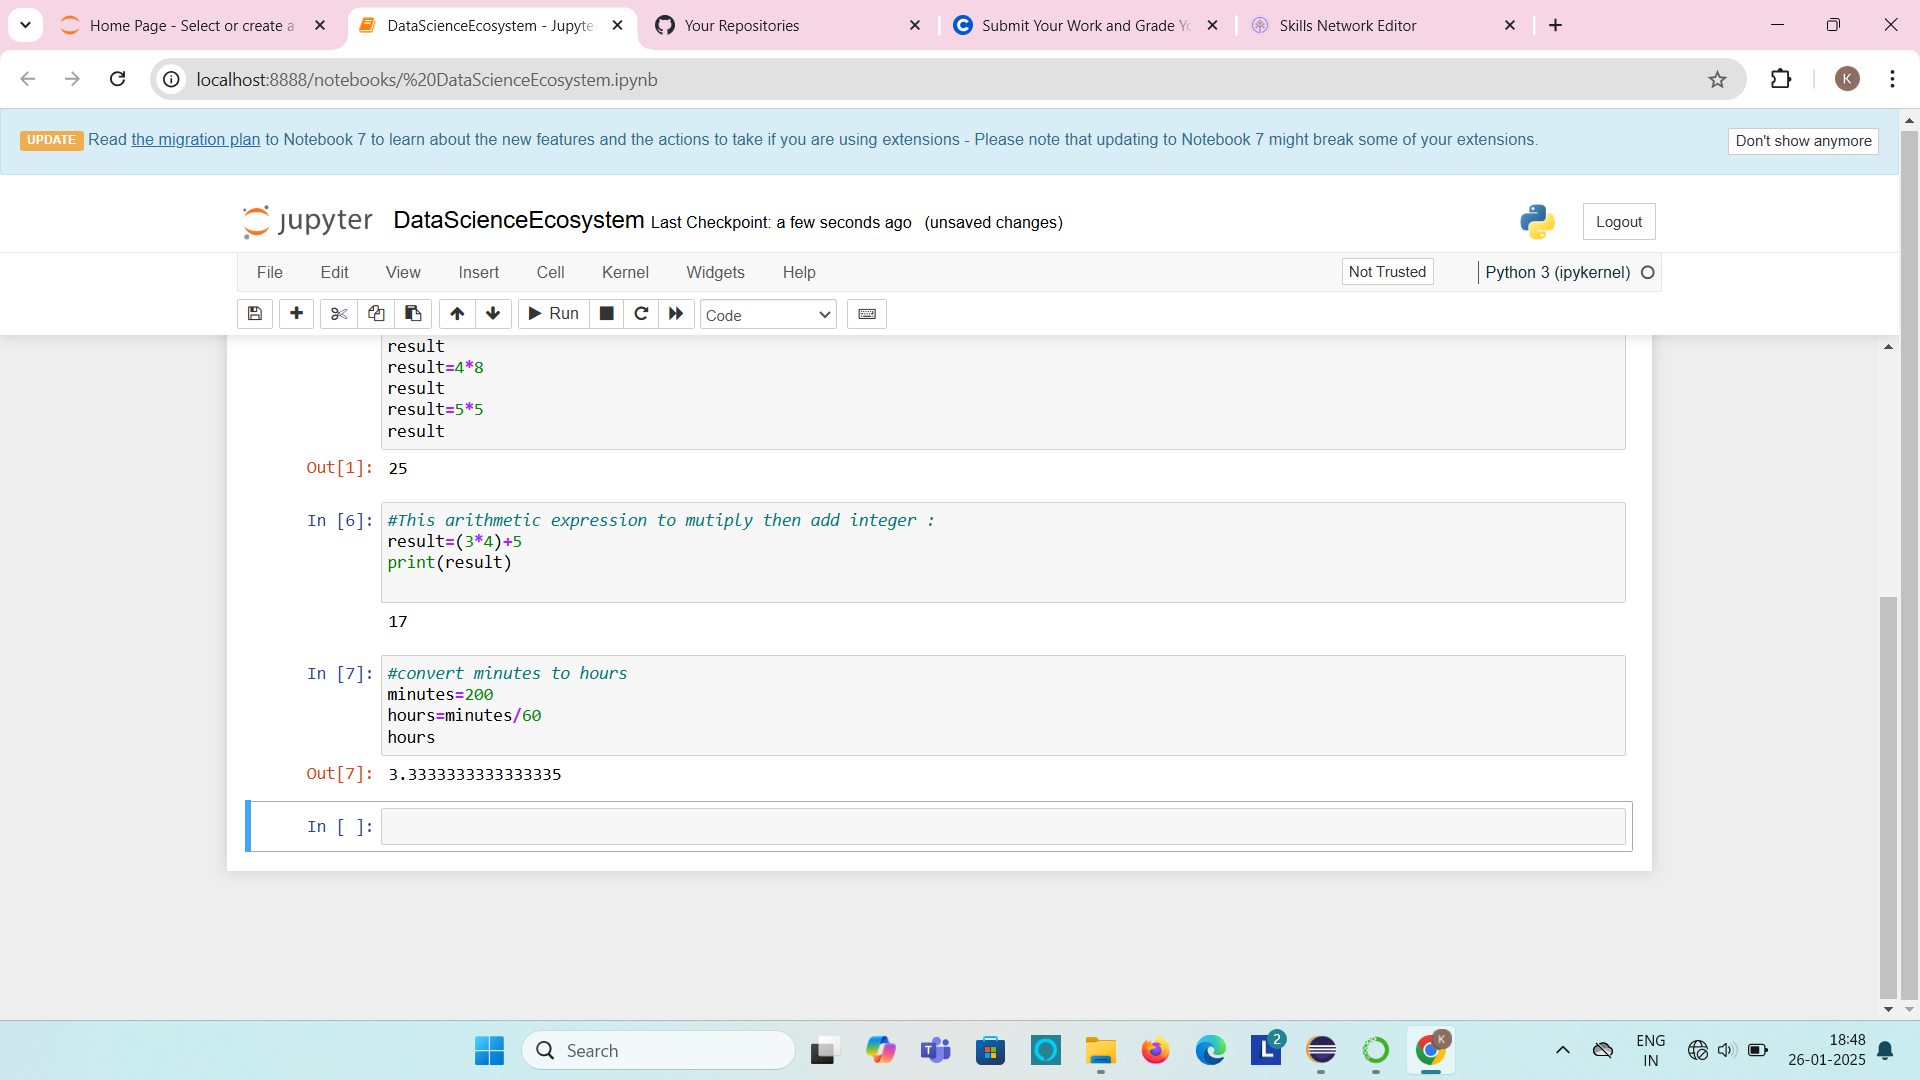 Home Page - Select or create a
DataScienceEcosystem - Jupyte
Your Repositories
Submit Your Work and Grade Yo
Skills Network Editor
localhost:8888/notebooks/%20DataScienceEcosystem.ipynb
K
UPDATE Read the migration plan to Notebook 7 to learn about the new features and the actions to take if you are using extensions - Please note that updating to Notebook 7 might break some of your extensions.
Don't show anymore
jupyter DataScienceEcosystem Last Checkpoint: a few seconds ago (unsaved changes)
Logout
File Edit View Insert Cell Kernel Widgets Help
Not Trusted
Python 3 (ipykernel)
Run
Code
result
result=4*8
result
result=5*5
result
Out[1]: 25
In [6]: #This arithmetic expression to mutiply then add integer :
result=(3*4)+5
print(result)
17
In [7]: #convert minutes to hours
minutes=200
hours=minutes/60
hours
Out[7]: 3.3333333333333335
In [ ]:
Search
L
2
K
ENG
IN
18:48
26-01-2025